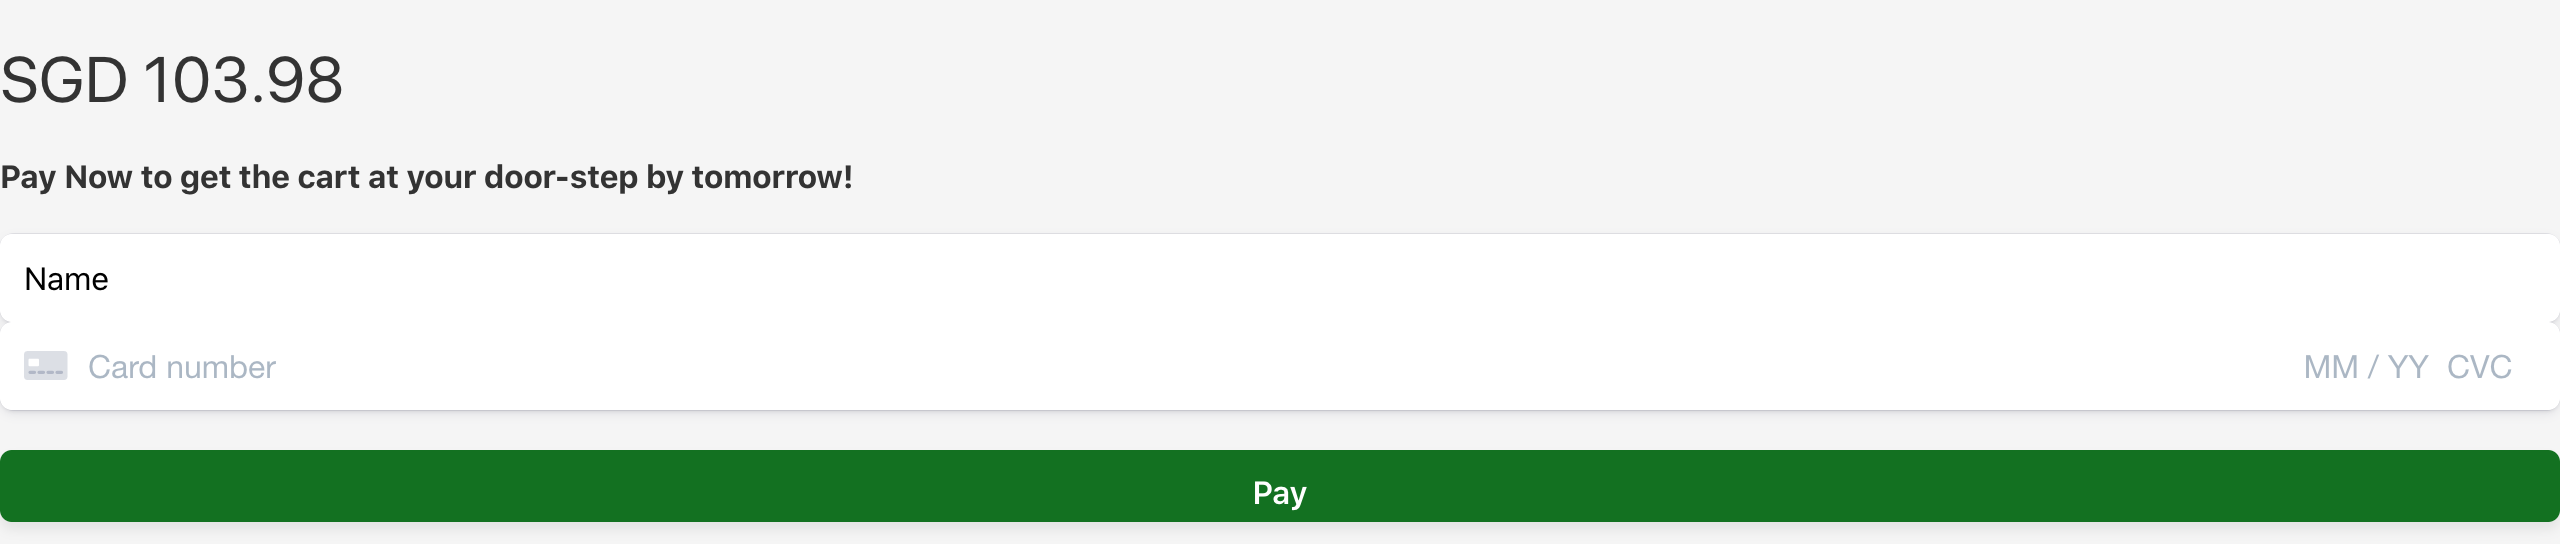 SGD 103.98
Pay Now to get the cart at your door-step by tomorrow!
Name
Card number MM / YY CVC
Pay